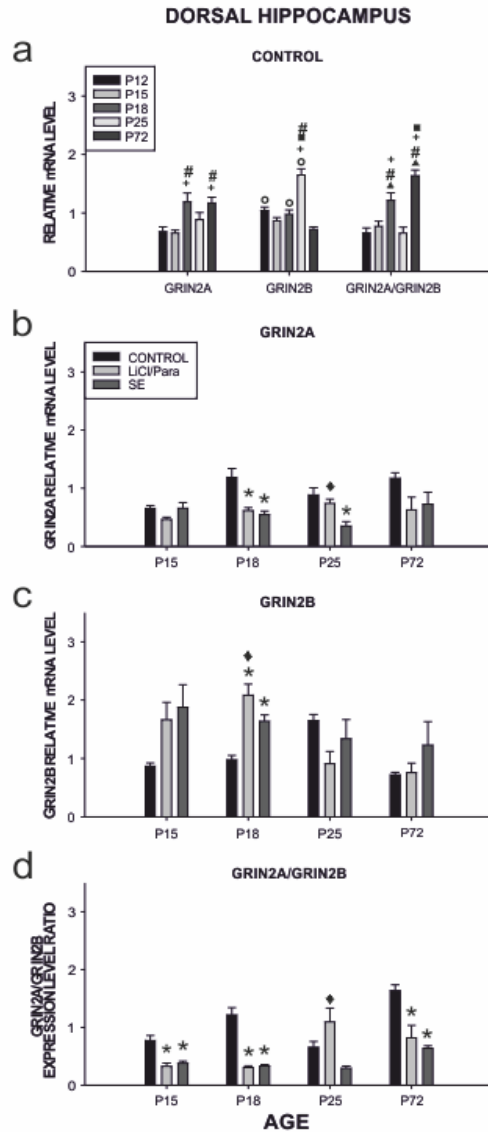 DORSAL HIPPOCAMPUS
a
CONTROL
P12
P15
P18
P25
P72
RELATIVE mRNA LEVEL
3
2
1
0
# + # + # ■ + o o o + # ▲ ■ + # ▲
GRIN2A GRIN2B GRIN2A/GRIN2B
b
GRIN2A
CONTROL
LiCl/Para
SE
GRIN2A RELATIVE mRNA LEVEL
3
2
1
0
* * ♦ *
P15 P18 P25 P72
c
GRIN2B
GRIN2B RELATIVE mRNA LEVEL
3
2
1
0
♦ * *
P15 P18 P25 P72
d
GRIN2A/GRIN2B
GRIN2A/GRIN2B
EXPRESSION LEVEL RATIO
3
2
1
0
* * * * ♦ * *
P15 P18 P25 P72
AGE